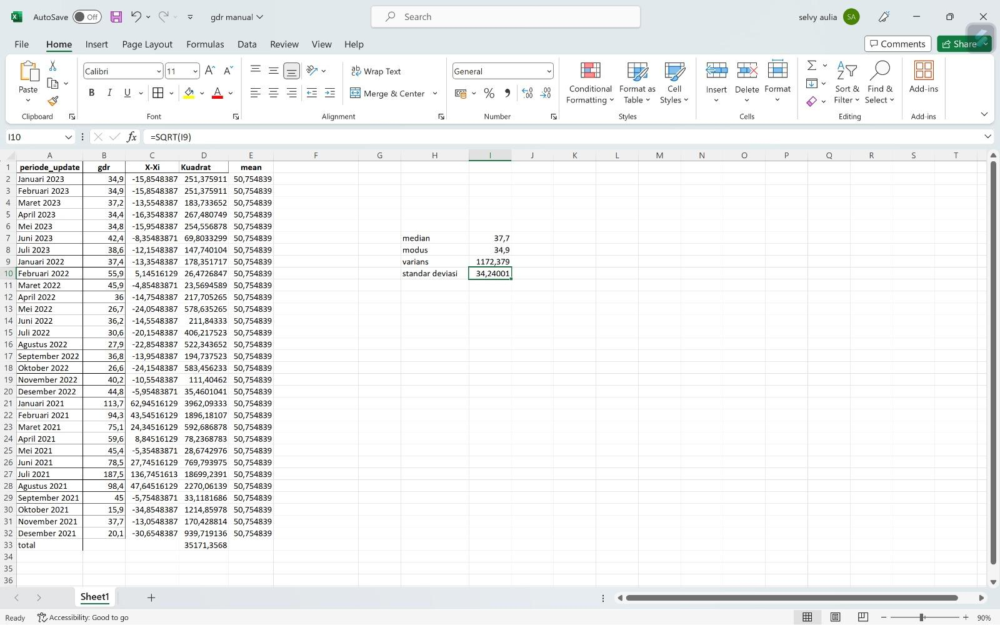 AutoSave Off gdr manual Search selvy aulia SA
File Home Insert Page Layout Formulas Data Review View Help Comments Share
Paste Calibri 11 Wrap Text General Conditional Formatting Format as Table Cell Styles Insert Delete Format Sort & Filter Find & Select Add-ins
B I U A Merge & Center % 9
Clipboard Font Alignment Number Styles Cells Editing Add-ins
I10 fx =SQRT(I9)
A B C D E F G H I J K L M N O P Q R S T
1 periode_update gdr X-Xi Kuadrat mean
2 Januari 2023 34,9 -15,8548387 251,375911 50,754839
3 Februari 2023 34,9 -15,8548387 251,375911 50,754839
4 Maret 2023 37,2 -13,5548387 183,733652 50,754839
5 April 2023 34,4 -16,3548387 267,480749 50,754839
6 Mei 2023 34,8 -15,9548387 254,556878 50,754839
7 Juni 2023 42,4 -8,35483871 69,8033299 50,754839 median 37,7
8 Juli 2023 38,6 -12,1548387 147,740104 50,754839 modus 34,9
9 Januari 2022 37,4 -13,3548387 178,351717 50,754839 varians 1172,379
10 Februari 2022 55,9 5,14516129 26,4726847 50,754839 standar deviasi 34,24001
11 Maret 2022 45,9 -4,85483871 23,5694589 50,754839
12 April 2022 36 -14,7548387 217,705265 50,754839
13 Mei 2022 26,7 -24,0548387 578,635265 50,754839
14 Juni 2022 36,2 -14,5548387 211,84333 50,754839
15 Juli 2022 30,6 -20,1548387 406,217523 50,754839
16 Agustus 2022 27,9 -22,8548387 522,343652 50,754839
17 September 2022 36,8 -13,9548387 194,737523 50,754839
18 Oktober 2022 26,6 -24,1548387 583,456233 50,754839
19 November 2022 40,2 -10,5548387 111,40462 50,754839
20 Desember 2022 44,8 -5,95483871 35,4601041 50,754839
21 Januari 2021 113,7 62,94516129 3962,09333 50,754839
22 Februari 2021 94,3 43,54516129 1896,18107 50,754839
23 Maret 2021 75,1 24,34516129 592,686878 50,754839
24 April 2021 59,6 8,84516129 78,2368783 50,754839
25 Mei 2021 45,4 -5,35483871 28,6742976 50,754839
26 Juni 2021 78,5 27,74516129 769,793975 50,754839
27 Juli 2021 187,5 136,7451613 18699,2391 50,754839
28 Agustus 2021 98,4 47,64516129 2270,06139 50,754839
29 September 2021 45 -5,75483871 33,1181686 50,754839
30 Oktober 2021 15,9 -34,8548387 1214,85978 50,754839
31 November 2021 37,7 -13,0548387 170,428814 50,754839
32 Desember 2021 20,1 -30,6548387 939,719136 50,754839
33 total 35171,3568
34
35
36
Sheet1
Ready Accessibility: Good to go 90%